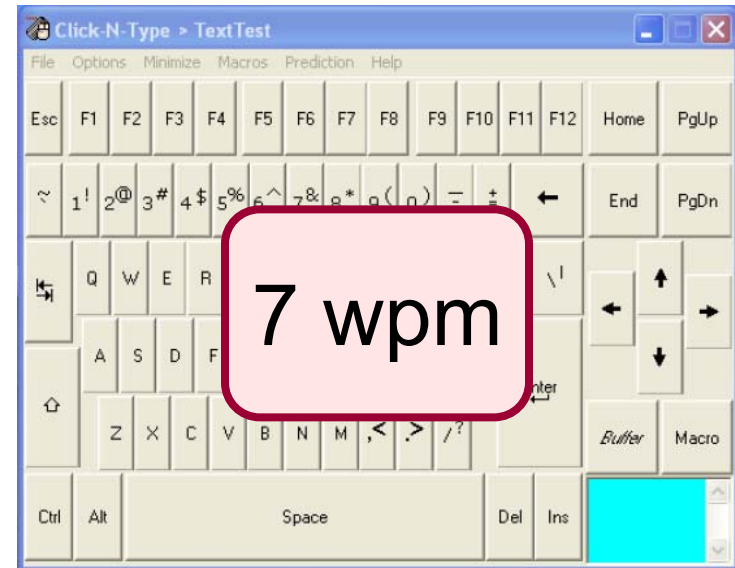 Click-N-Type > TextTest
File Options Minimize Macros Prediction Help
Esc F1 F2 F3 F4 F5 F6 F7 F8 F9 F10 F11 F12 Home PgUp
~ 1! 2@ 3# 4$ 5% 6^ 7& 8* 9( 0) - + = ← End PgDn
Q W E R \|
7 wpm
A S D F
Z X C V B N M ,< .> /? Buffer Macro
Ctrl Alt Space Del Ins